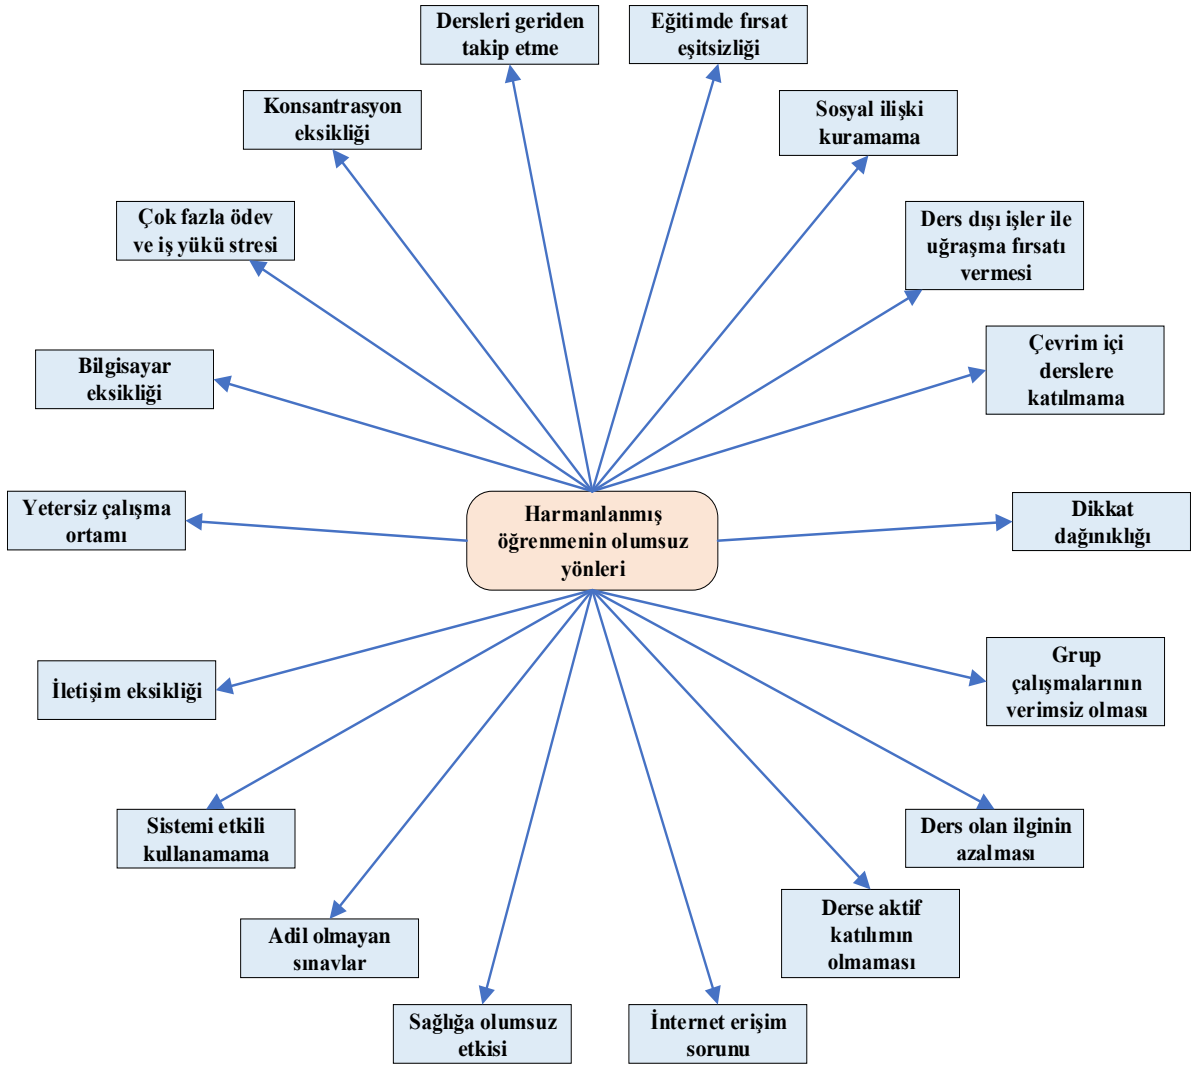 Dersleri geriden
takip etme
Eğitimde fırsat
eşitsizliği
Konsantrasyon
eksikliği
Sosyal ilişki
kuramama
Çok fazla ödev
ve iş yükü stresi
Ders dışı işler ile
uğraşma fırsatı
vermesi
Bilgisayar
eksikliği
Çevrim içi
derslere
katılmama
Yetersiz çalışma
ortamı
Harmanlanmış
öğrenmenin olumsuz
yönleri
Dikkat
dağınıklığı
İletişim eksikliği
Grup
çalışmalarının
verimsiz olması
Sistemi etkili
kullanamama
Ders olan ilginin
azalması
Adil olmayan
sınavlar
Derse aktif
katılımın
olmaması
Sağlığa olumsuz
etkisi
İnternet erişim
sorunu